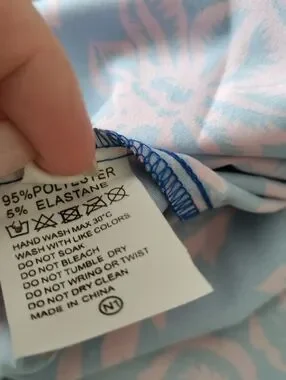 95% POLYESTER
5% ELASTANE
HAND WASH MAX 30°C
WASH WITH LIKE COLORS
DO NOT SOAK
DO NOT BLEACH
DO NOT TUMBLE DRY
DO NOT WRING OR TWIST
DO NOT DRY CLEAN
MADE IN CHINA
N1